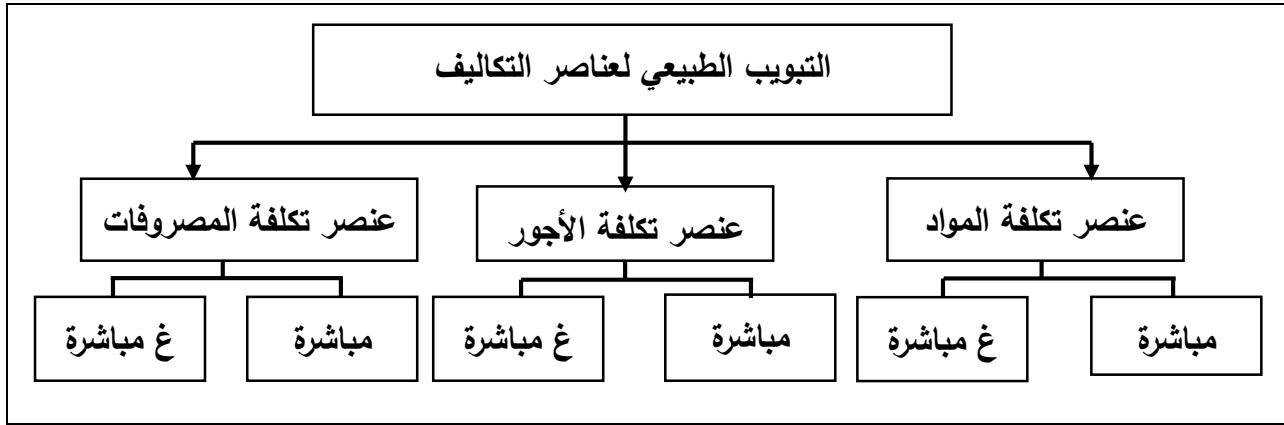 التبويب الطبيعي لعناصر التكاليف
عنصر تكلفة المواد
عنصر تكلفة الأجور
عنصر تكلفة المصروفات
مباشرة
غ مباشرة
مباشرة
غ مباشرة
مباشرة
غ مباشرة